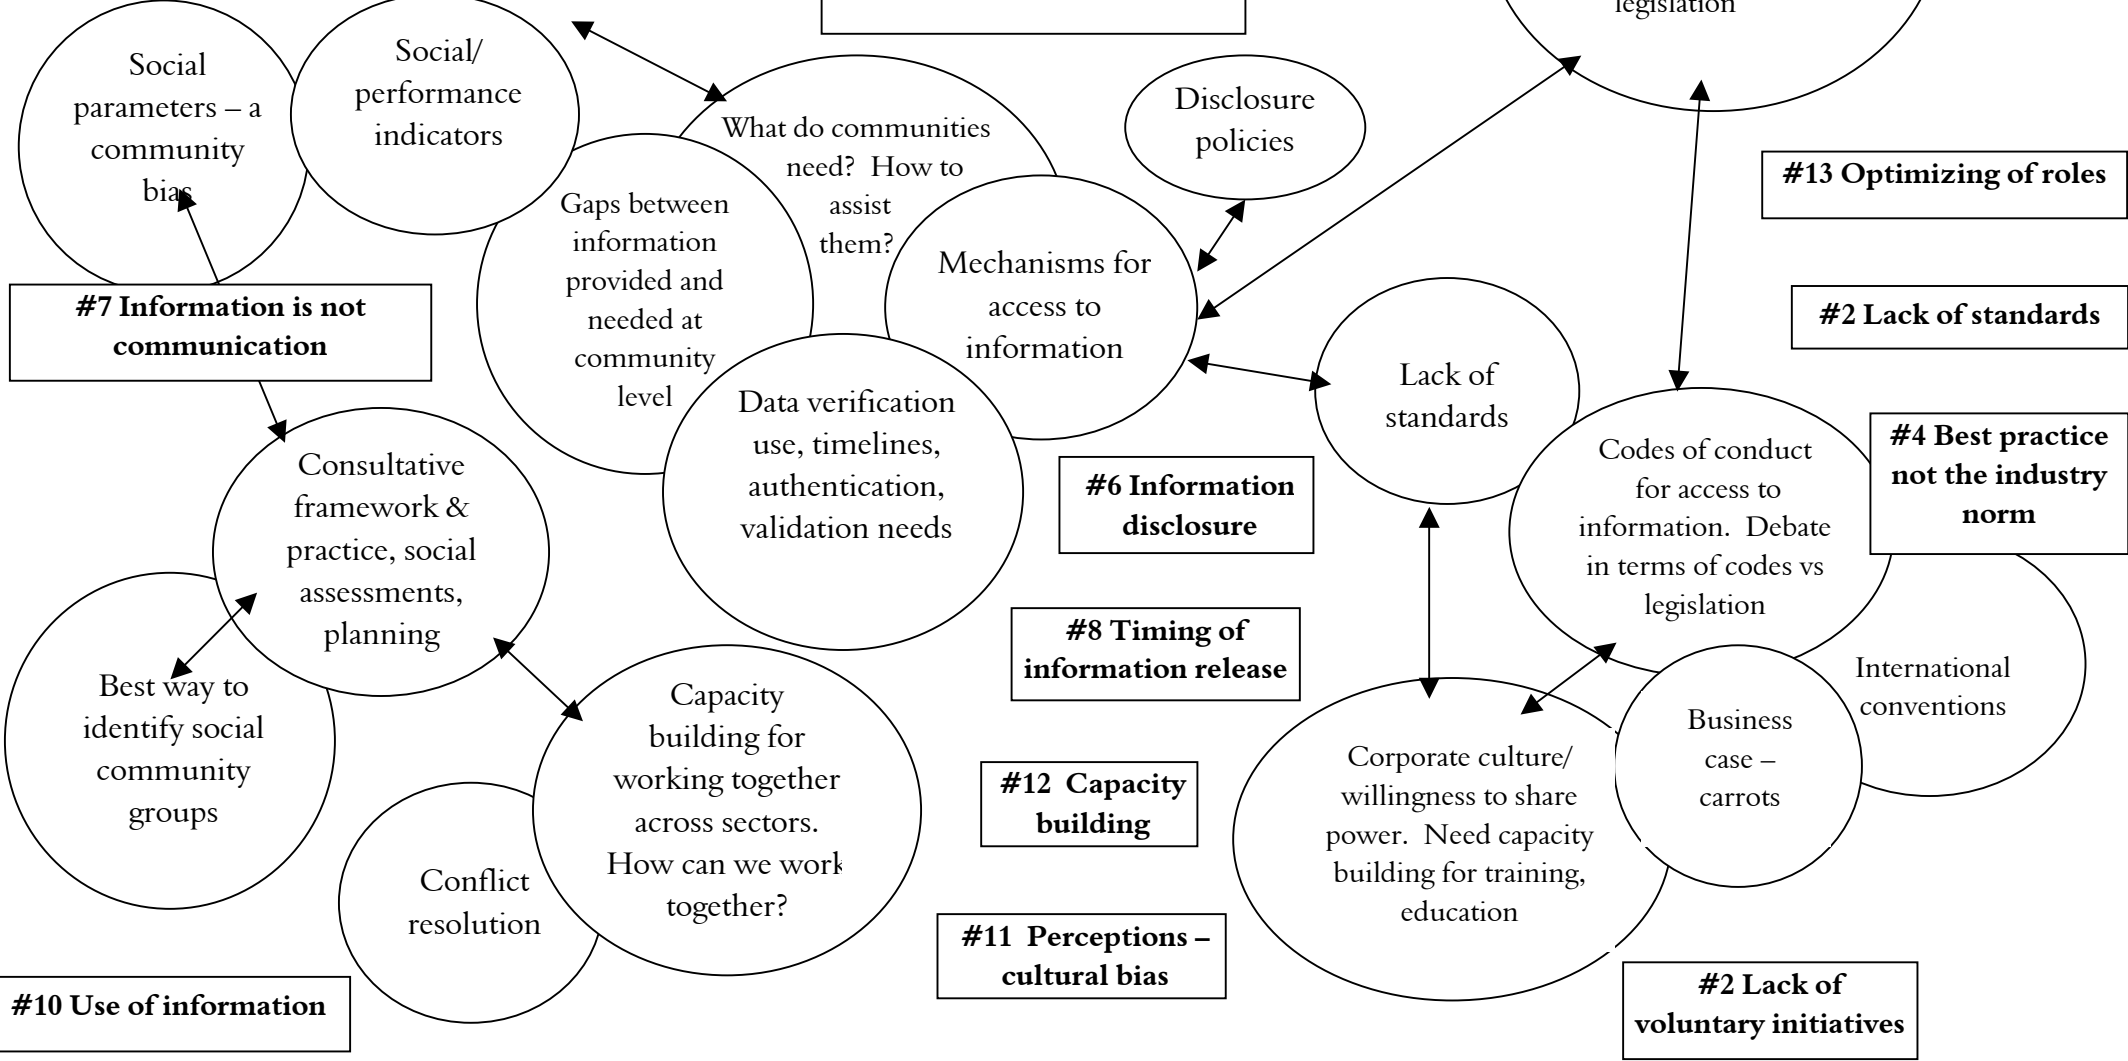 legislation
Social
parameters – a
community
bias
Social/
performance
indicators
What do communities
need? How to
assist
them?
Disclosure
policies
#13 Optimizing of roles
Gaps between
information
provided and
needed at
community
level
Mechanisms for
access to
information
#7 Information is not
communication
#2 Lack of standards
Lack of
standards
Data verification
use, timelines,
authentication,
validation needs
Codes of conduct
for access to
information. Debate
in terms of codes vs
legislation
#4 Best practice
not the industry
norm
Consultative
framework &
practice, social
assessments,
planning
#6 Information
disclosure
#8 Timing of
information release
International
conventions
Best way to
identify social
community
groups
Capacity
building for
working together
across sectors.
How can we work
together?
Business
case –
carrots
Corporate culture/
willingness to share
power. Need capacity
building for training,
education
#12 Capacity
building
Conflict
resolution
#11 Perceptions –
cultural bias
#10 Use of information
#2 Lack of
voluntary initiatives